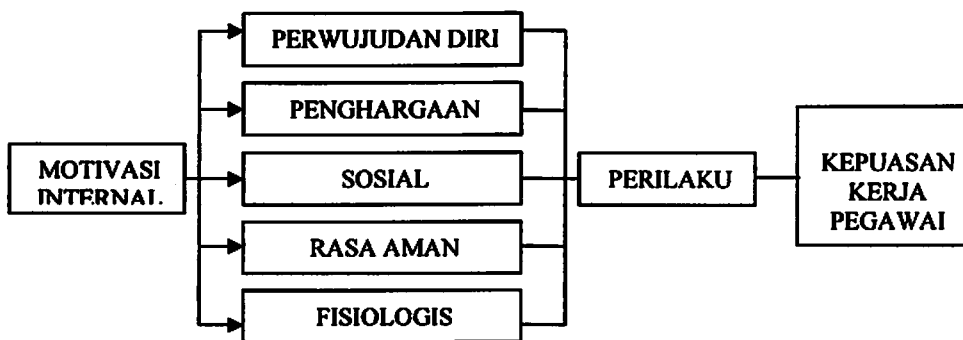 MOTIVASI
INTERNAL
PERWUJUDAN DIRI
PENGHARGAAN
SOSIAL
RASA AMAN
FISIOLOGIS
PERILAKU
KEPUASAN
KERJA
PEGAWAI